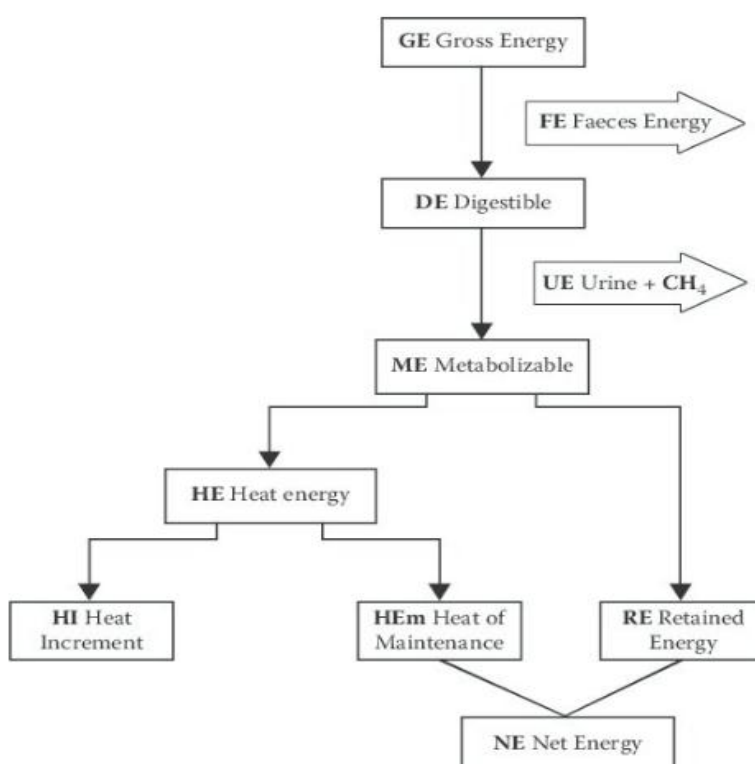 GE Gross Energy
FE Faeces Energy
DE Digestible
UE Urine + CH₄
ME Metabolizable
HE Heat energy
HI Heat
Increment
HEm Heat of
Maintenance
RE Retained
Energy
NE Net Energy